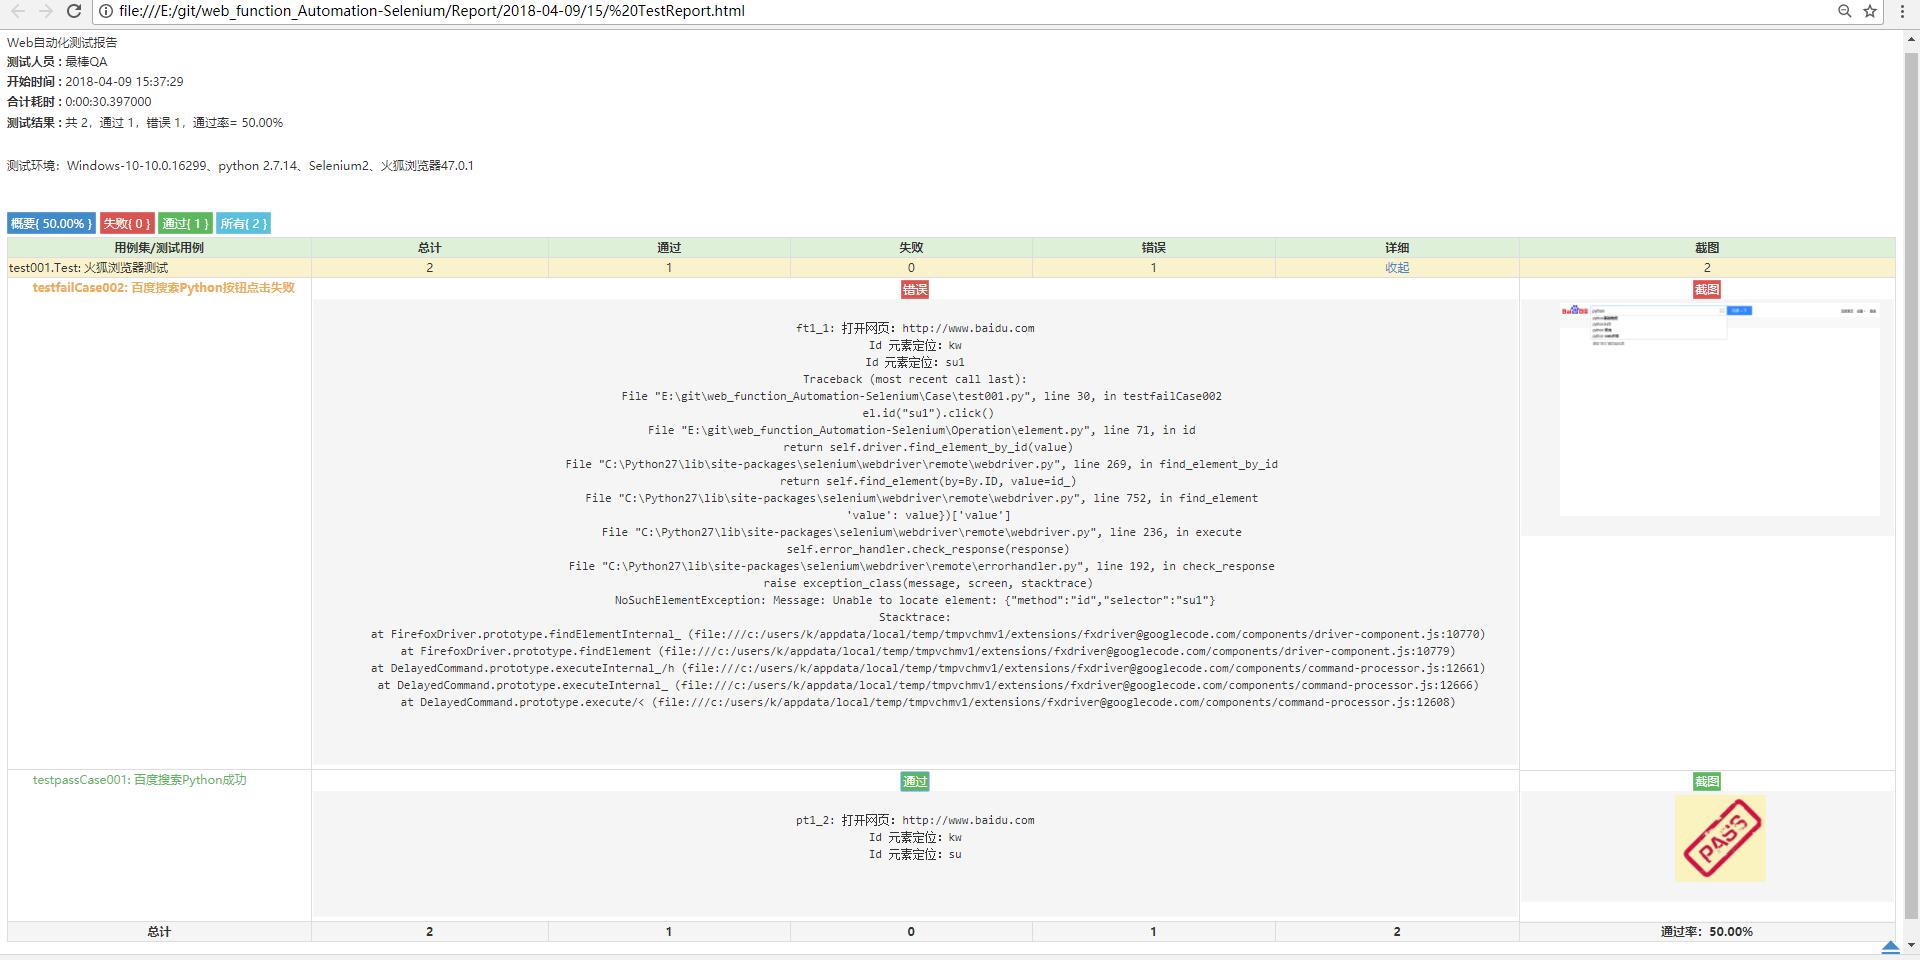 file:///E:/git/web_function_Automation-Selenium/Report/2018-04-09/15/%20TestReport.html
Web自动化测试报告
测试人员 : 最棒QA
开始时间 : 2018-04-09 15:37:29
合计耗时 : 0:00:30.397000
测试结果 : 共 2，通过 1，错误 1，通过率= 50.00%
测试环境：Windows-10-10.0.16299、python 2.7.14、Selenium2、火狐浏览器47.0.1
概要{ 50.00% } 失败{ 0 } 通过{ 1 } 所有{ 2 }
用例集/测试用例 总计 通过 失败 错误 详细 截图
test001.Test: 火狐浏览器测试 2 1 0 1 收起 2
testfailCase002: 百度搜索Python按钮点击失败 错误 截图
ft1_1: 打开网页：http://www.baidu.com
Id 元素定位：kw
Id 元素定位：su1
Traceback (most recent call last):
File "E:\git\web_function_Automation-Selenium\Case\test001.py", line 30, in testfailCase002
el.id("su1").click()
File "E:\git\web_function_Automation-Selenium\Operation\element.py", line 71, in id
return self.driver.find_element_by_id(value)
File "C:\Python27\lib\site-packages\selenium\webdriver\remote\webdriver.py", line 269, in find_element_by_id
return self.find_element(by=By.ID, value=id_)
File "C:\Python27\lib\site-packages\selenium\webdriver\remote\webdriver.py", line 752, in find_element
'value': value})['value']
File "C:\Python27\lib\site-packages\selenium\webdriver\remote\webdriver.py", line 236, in execute
self.error_handler.check_response(response)
File "C:\Python27\lib\site-packages\selenium\webdriver\remote\errorhandler.py", line 192, in check_response
raise exception_class(message, screen, stacktrace)
NoSuchElementException: Message: Unable to locate element: {"method":"id","selector":"su1"}
Stacktrace:
at FirefoxDriver.prototype.findElementInternal_ (file:///c:/users/k/appdata/local/temp/tmpvchmv1/extensions/fxdriver@googlecode.com/components/driver-component.js:10770)
at FirefoxDriver.prototype.findElement (file:///c:/users/k/appdata/local/temp/tmpvchmv1/extensions/fxdriver@googlecode.com/components/driver-component.js:10779)
at DelayedCommand.prototype.executeInternal_/h (file:///c:/users/k/appdata/local/temp/tmpvchmv1/extensions/fxdriver@googlecode.com/components/command-processor.js:12661)
at DelayedCommand.prototype.executeInternal_ (file:///c:/users/k/appdata/local/temp/tmpvchmv1/extensions/fxdriver@googlecode.com/components/command-processor.js:12666)
at DelayedCommand.prototype.execute/< (file:///c:/users/k/appdata/local/temp/tmpvchmv1/extensions/fxdriver@googlecode.com/components/command-processor.js:12608)
testpassCase001: 百度搜索Python成功 通过 截图
pt1_2: 打开网页：http://www.baidu.com
Id 元素定位：kw
Id 元素定位：su
PASS
总计 2 1 0 1 2 通过率：50.00%